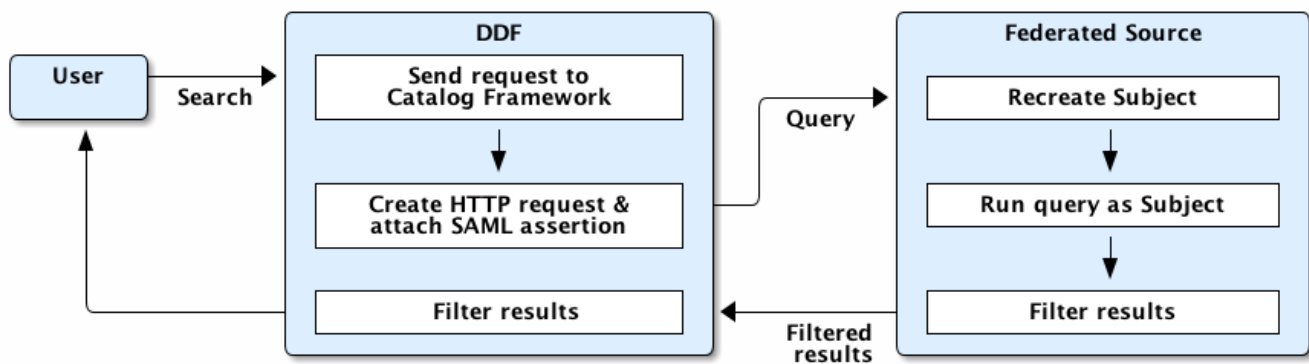 User
Search
DDF
Send request to
Catalog Framework
Create HTTP request &
attach SAML assertion
Filter results
Query
Federated Source
Recreate Subject
Run query as Subject
Filter results
Filtered
results